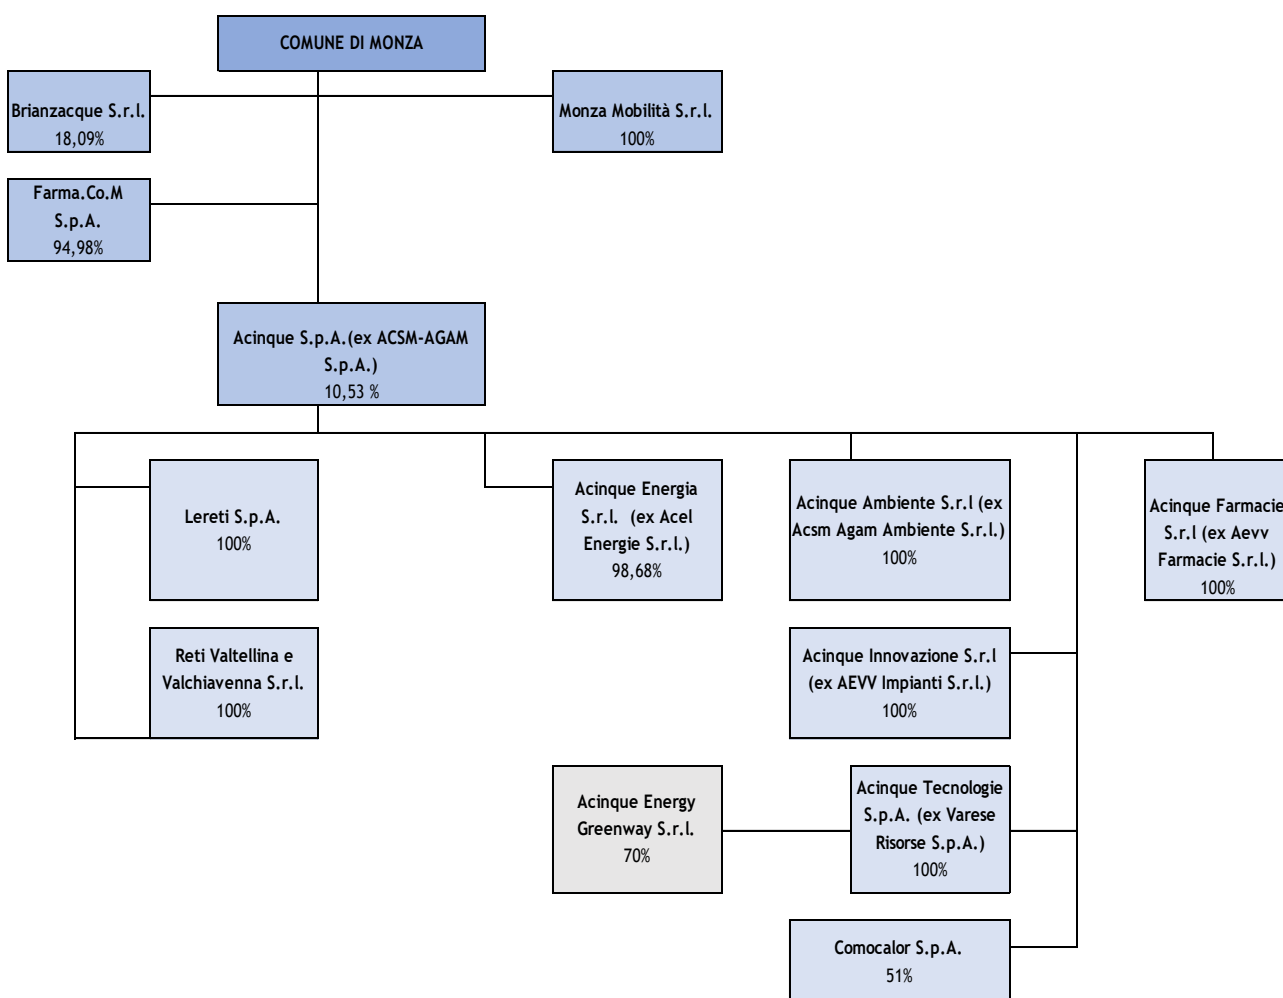 COMUNE DI MONZA
Brianzacque S.r.l.
18,09%
Monza Mobilità S.r.l.
100%
Farma.Co.M
S.p.A.
94,98%
Acinque S.p.A.(ex ACSM-AGAM
S.p.A.)
10,53 %
Lereti S.p.A.
100%
Acinque Energia
S.r.l. (ex Acel
Energie S.r.l.)
98,68%
Acinque Ambiente S.r.l (ex
Acsm Agam Ambiente S.r.l.)
100%
Acinque Farmacie
S.r.l (ex Aevv
Farmacie S.r.l.)
100%
Reti Valtellina e
Valchiavenna S.r.l.
100%
Acinque Innovazione S.r.l
(ex AEVV Impianti S.r.l.)
100%
Acinque Energy
Greenway S.r.l.
70%
Acinque Tecnologie
S.p.A. (ex Varese
Risorse S.p.A.)
100%
Comocalor S.p.A.
51%